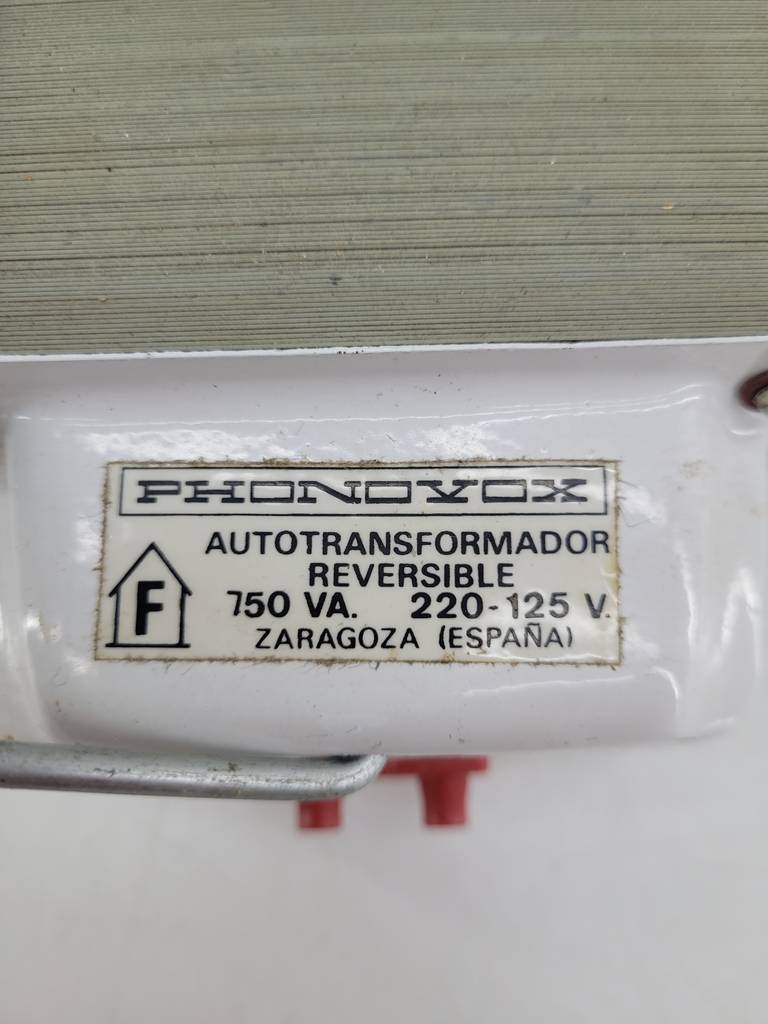 PHONOVOX
AUTOTRANSFORMADOR
REVERSIBLE
F
750 VA. 220-125 V.
ZARAGOZA (ESPAÑA)